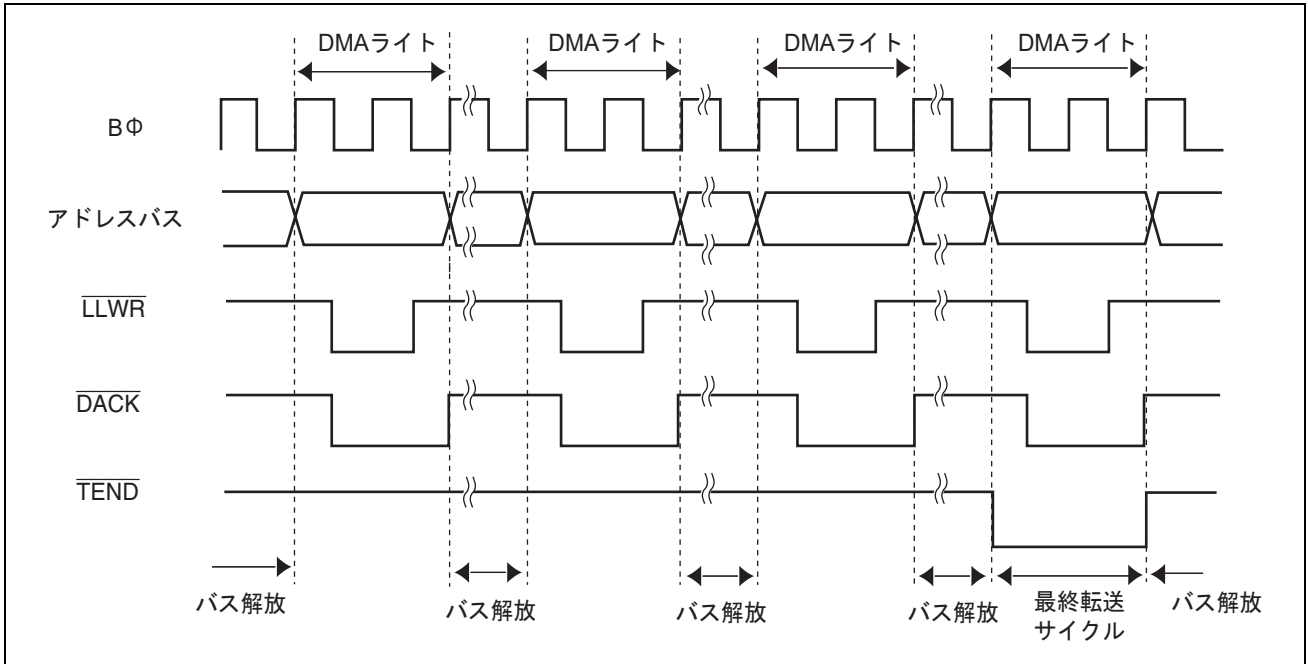 DMAライト DMAライト DMAライト DMAライト
BΦ
アドレスバス
LLWR
DACK
TEND
バス解放 バス解放 バス解放 バス解放 最終転送 バス解放
サイクル